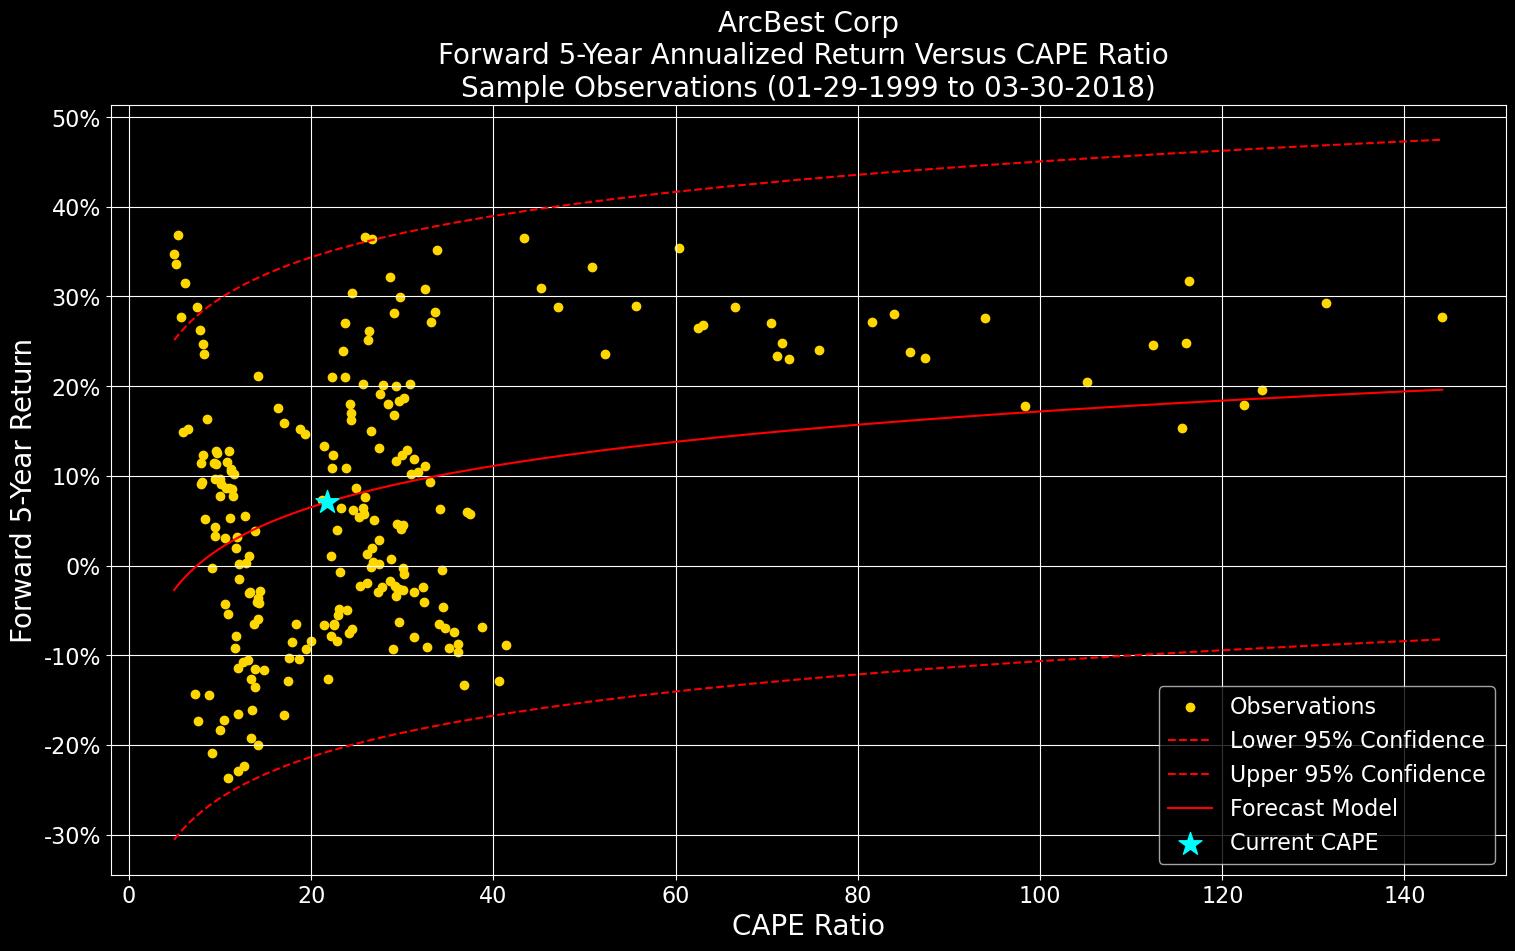 ArcBest Corp
Forward 5-Year Annualized Return Versus CAPE Ratio
Sample Observations (01-29-1999 to 03-30-2018)
Forward 5-Year Return
50%
40%
30%
20%
10%
0%
-10%
-20%
-30%
Observations
Lower 95% Confidence
Upper 95% Confidence
Forecast Model
Current CAPE
0 20 40 60 80 100 120 140
CAPE Ratio